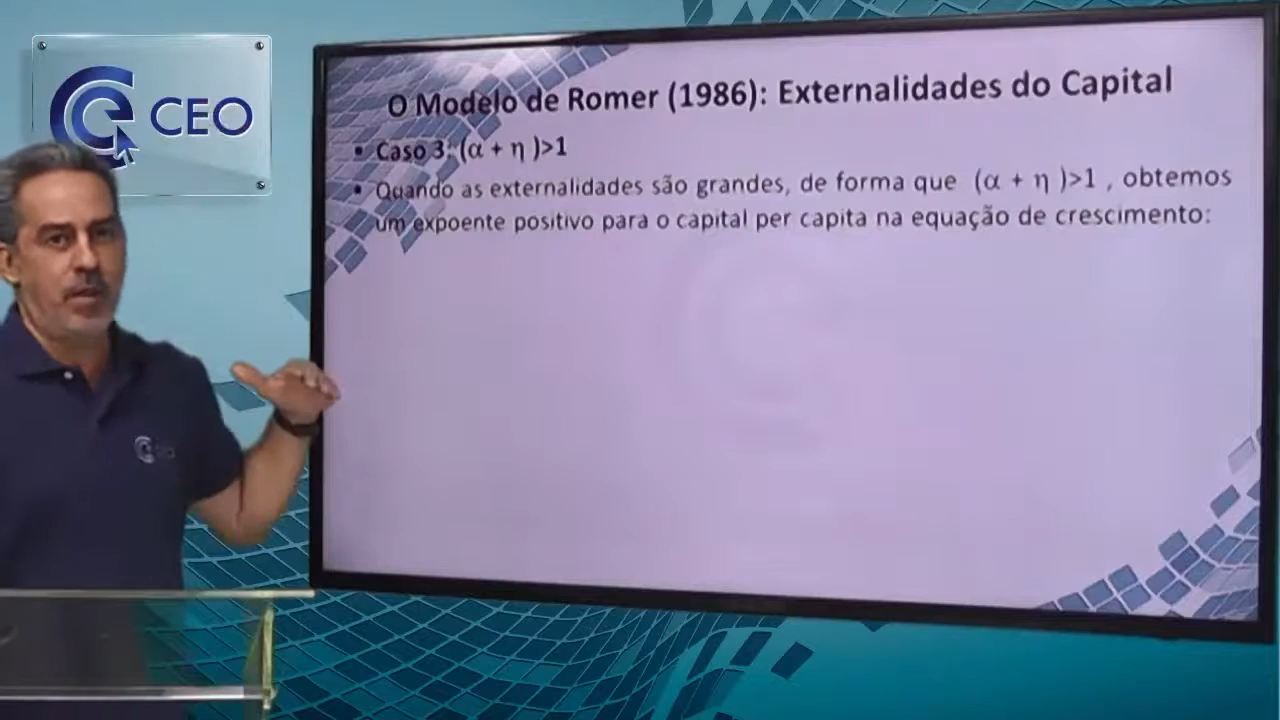 CEO
O Modelo de Romer (1986): Externalidades do Capital
• Caso 3: (α + η )>1
• Quando as externalidades são grandes, de forma que (α + η )>1 , obtemos
um expoente positivo para o capital per capita na equação de crescimento: